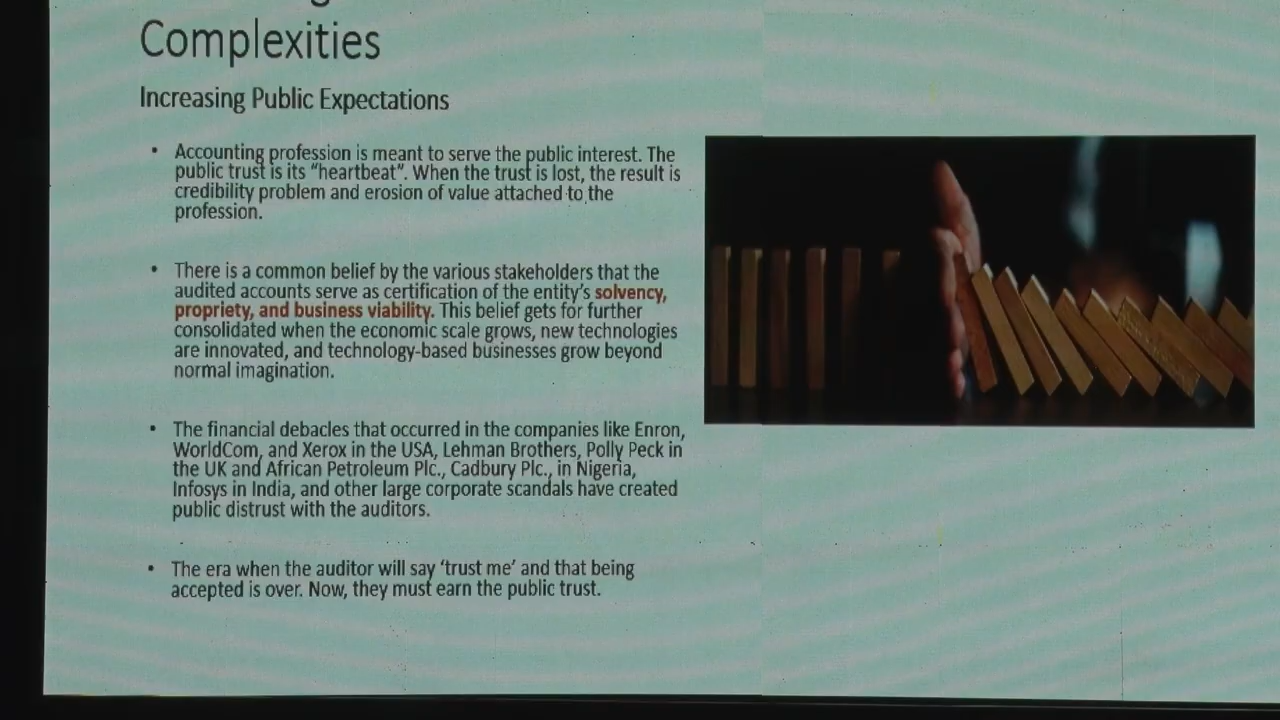 Complexities
Increasing Public Expectations
• Accounting profession is meant to serve the public interest. The
public trust is its “heartbeat”. When the trust is lost, the result is
credibility problem and erosion of value attached to the
profession.
• There is a common belief by the various stakeholders that the
audited accounts serve as certification of the entity’s solvency,
propriety, and business viability. This belief gets for further
consolidated when the economic scale grows, new technologies
are innovated, and technology-based businesses grow beyond
normal imagination.
• The financial debacles that occurred in the companies like Enron,
WorldCom, and Xerox in the USA, Lehman Brothers, Polly Peck in
the UK and African Petroleum Plc., Cadbury Plc., in Nigeria,
Infosys in India, and other large corporate scandals have created
public distrust with the auditors.
• The era when the auditor will say ‘trust me’ and that being
accepted is over. Now, they must earn the public trust.